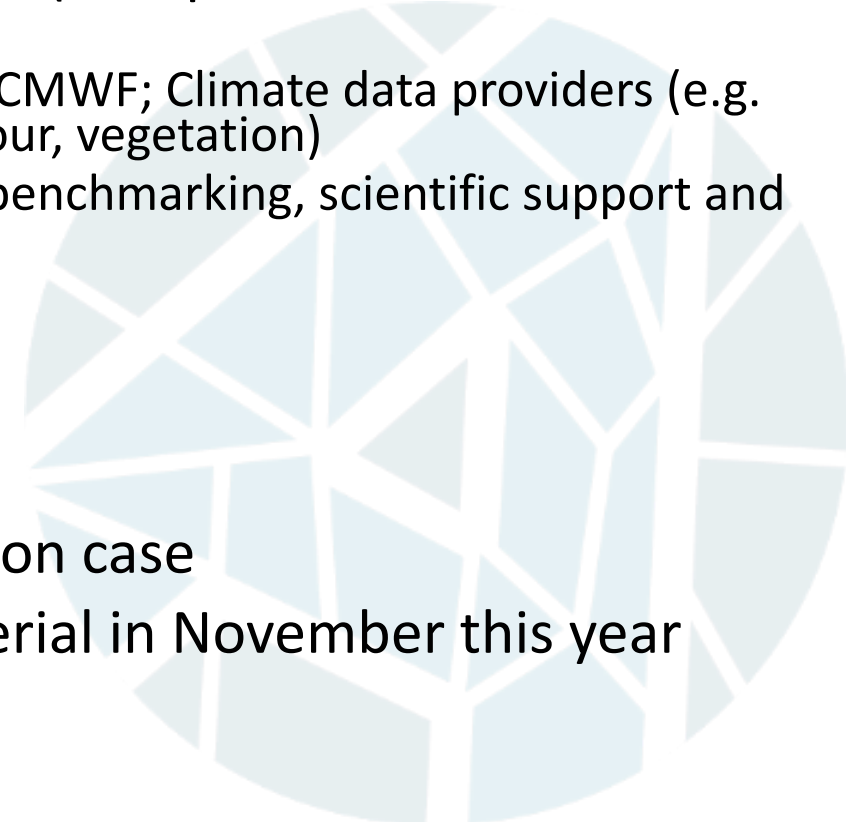 CMWF; Climate data providers (e.g.
our, vegetation)
benchmarking, scientific support and
on case
erial in November this year